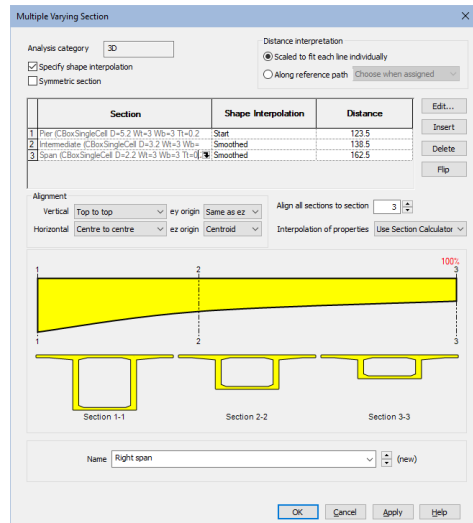 Multiple Varying Section
Analysis category 3D
Distance interpretation
Specify shape interpolation
Scaled to fit each line individually
Symmetric section
Along reference path Choose when assigned
Section Shape Interpolation Distance
Edit...
1 Pier (CBoxSingleCell D=5.2 Wt=3 Wb=3 Tt=0.2 Start 123.5
Insert
2 Intermediate (CBoxSingleCell D=3.2 Wt=3 Wb= Smoothed 138.5
3 Span (CBoxSingleCell D=2.2 Wt=3 Wb=3 Tt=0. Smoothed 162.5
Delete
Flip
Alignment
Vertical Top to top ey origin Same as ez
Align all sections to section 3
Horizontal Centre to centre ez origin Centroid
Interpolation of properties Use Section Calculator
100%
1 2 3
1 2 3
Section 1-1 Section 2-2 Section 3-3
Name Right span (new)
OK Cancel Apply Help